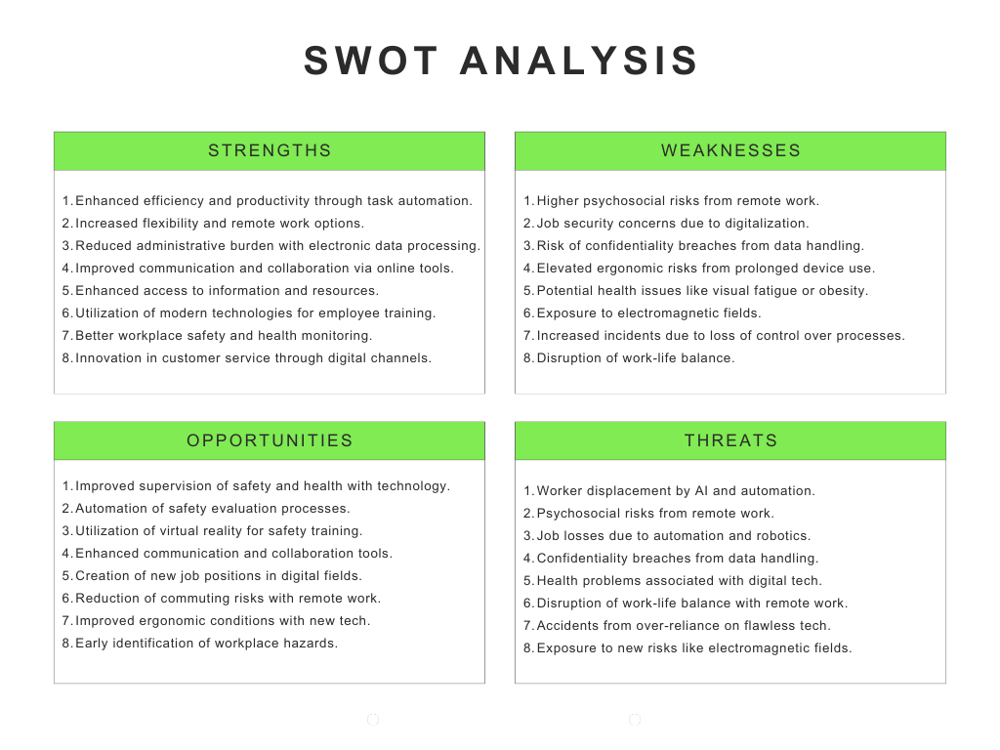 SWOT ANALYSIS
STRENGTHS
1. Enhanced efficiency and productivity through task automation.
2. Increased flexibility and remote work options.
3. Reduced administrative burden with electronic data processing.
4. Improved communication and collaboration via online tools.
5. Enhanced access to information and resources.
6. Utilization of modern technologies for employee training.
7. Better workplace safety and health monitoring.
8. Innovation in customer service through digital channels.
WEAKNESSES
1. Higher psychosocial risks from remote work.
2. Job security concerns due to digitalization.
3. Risk of confidentiality breaches from data handling.
4. Elevated ergonomic risks from prolonged device use.
5. Potential health issues like visual fatigue or obesity.
6. Exposure to electromagnetic fields.
7. Increased incidents due to loss of control over processes.
8. Disruption of work-life balance.
OPPORTUNITIES
1. Improved supervision of safety and health with technology.
2. Automation of safety evaluation processes.
3. Utilization of virtual reality for safety training.
4. Enhanced communication and collaboration tools.
5. Creation of new job positions in digital fields.
6. Reduction of commuting risks with remote work.
7. Improved ergonomic conditions with new tech.
8. Early identification of workplace hazards.
THREATS
1. Worker displacement by AI and automation.
2. Psychosocial risks from remote work.
3. Job losses due to automation and robotics.
4. Confidentiality breaches from data handling.
5. Health problems associated with digital tech.
6. Disruption of work-life balance with remote work.
7. Accidents from over-reliance on flawless tech.
8. Exposure to new risks like electromagnetic fields.